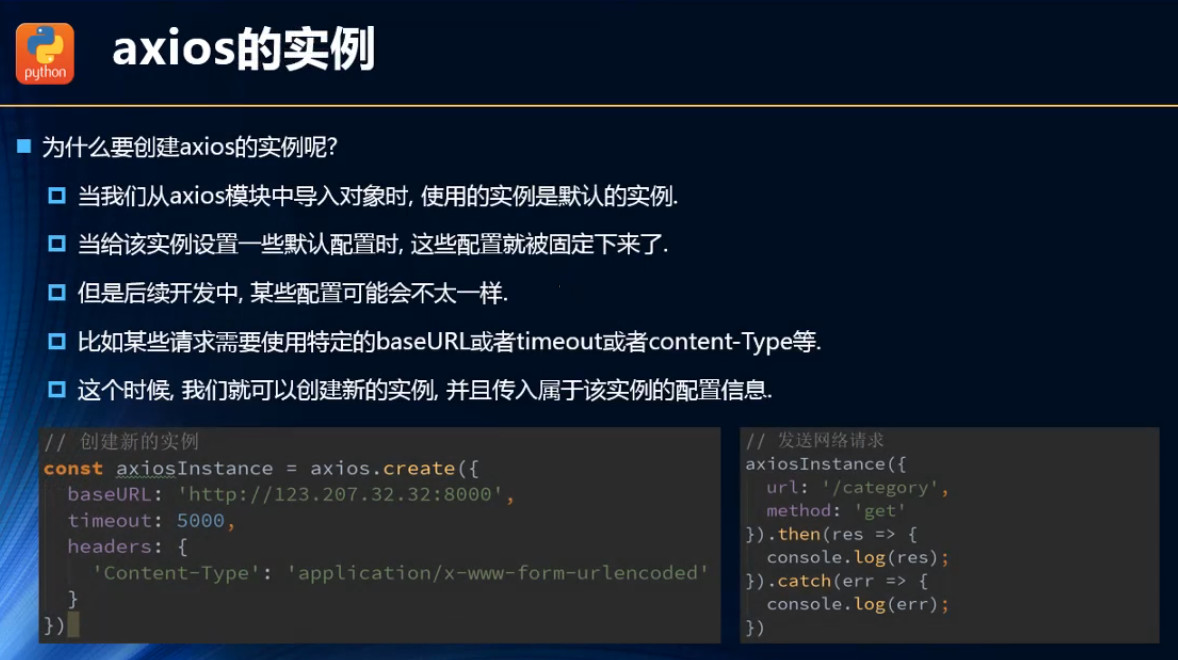 python
axios的实例
为什么要创建axios的实例呢?
当我们从axios模块中导入对象时, 使用的实例是默认的实例.
当给该实例设置一些默认配置时, 这些配置就被固定下来了.
但是后续开发中, 某些配置可能会不太一样.
比如某些请求需要使用特定的baseURL或者timeout或者content-Type等.
这个时候, 我们就可以创建新的实例, 并且传入属于该实例的配置信息.
// 创建新的实例
const axiosInstance = axios.create({
  baseURL: 'http://123.207.32.32:8000',
  timeout: 5000,
  headers: {
    'Content-Type': 'application/x-www-form-urlencoded'
  }
})
// 发送网络请求
axiosInstance({
  url: '/category',
  method: 'get'
}).then(res => {
  console.log(res);
}).catch(err => {
  console.log(err);
})